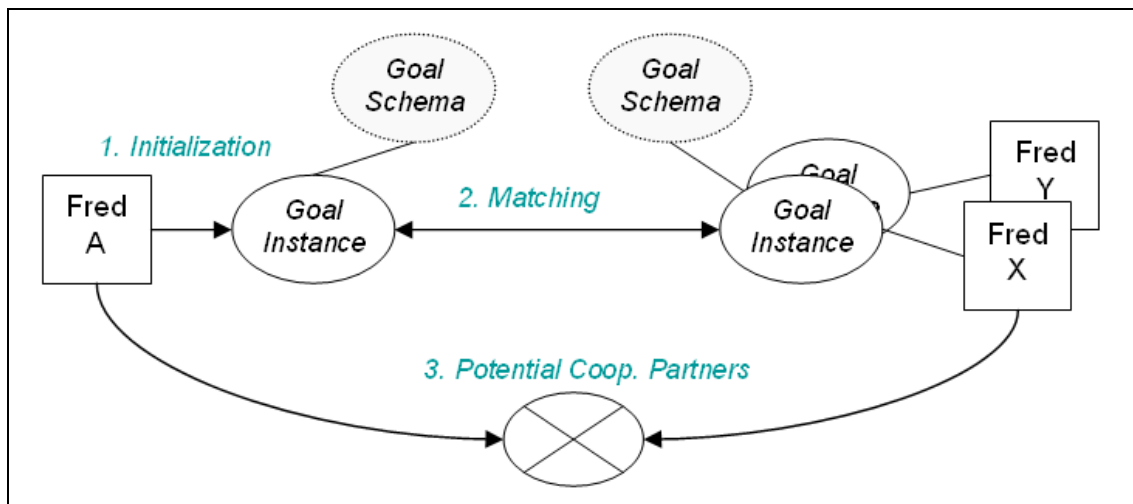 Goal
Schema
Goal
Schema
1. Initialization
Fred
A
Goal
Instance
2. Matching
Goal
Goal
Instance
Fred
Y
Fred
X
3. Potential Coop. Partners